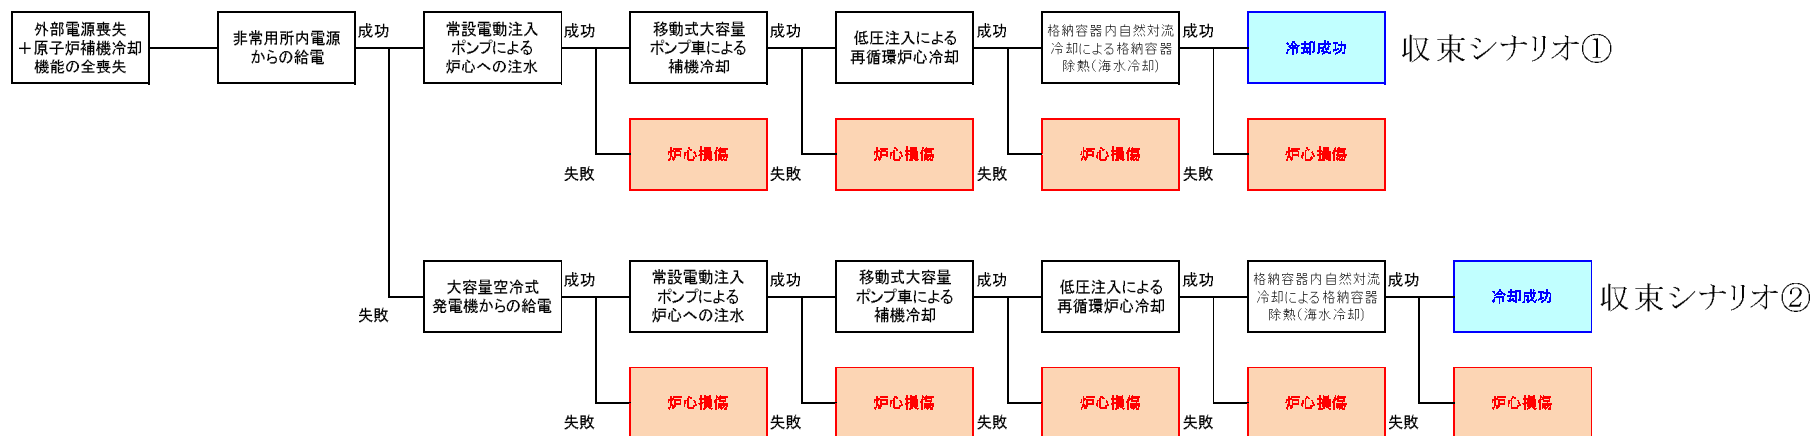 外部電源喪失
＋原子炉補機冷却
機能の全喪失
非常用所内電源
からの給電
成功
常設電動注入
ポンプによる
炉心への注水
成功
移動式大容量
ポンプ車による
補機冷却
成功
低圧注入による
再循環炉心冷却
成功
格納容器内自然対流
冷却による格納容器
除熱(海水冷却)
成功
冷却成功
収束シナリオ①
失敗
炉心損傷
失敗
炉心損傷
失敗
炉心損傷
失敗
炉心損傷
失敗
大容量空冷式
発電機からの給電
成功
常設電動注入
ポンプによる
炉心への注水
成功
移動式大容量
ポンプ車による
補機冷却
成功
低圧注入による
再循環炉心冷却
成功
格納容器内自然対流
冷却による格納容器
除熱(海水冷却)
成功
冷却成功
収束シナリオ②
失敗
炉心損傷
失敗
炉心損傷
失敗
炉心損傷
失敗
炉心損傷
失敗
炉心損傷